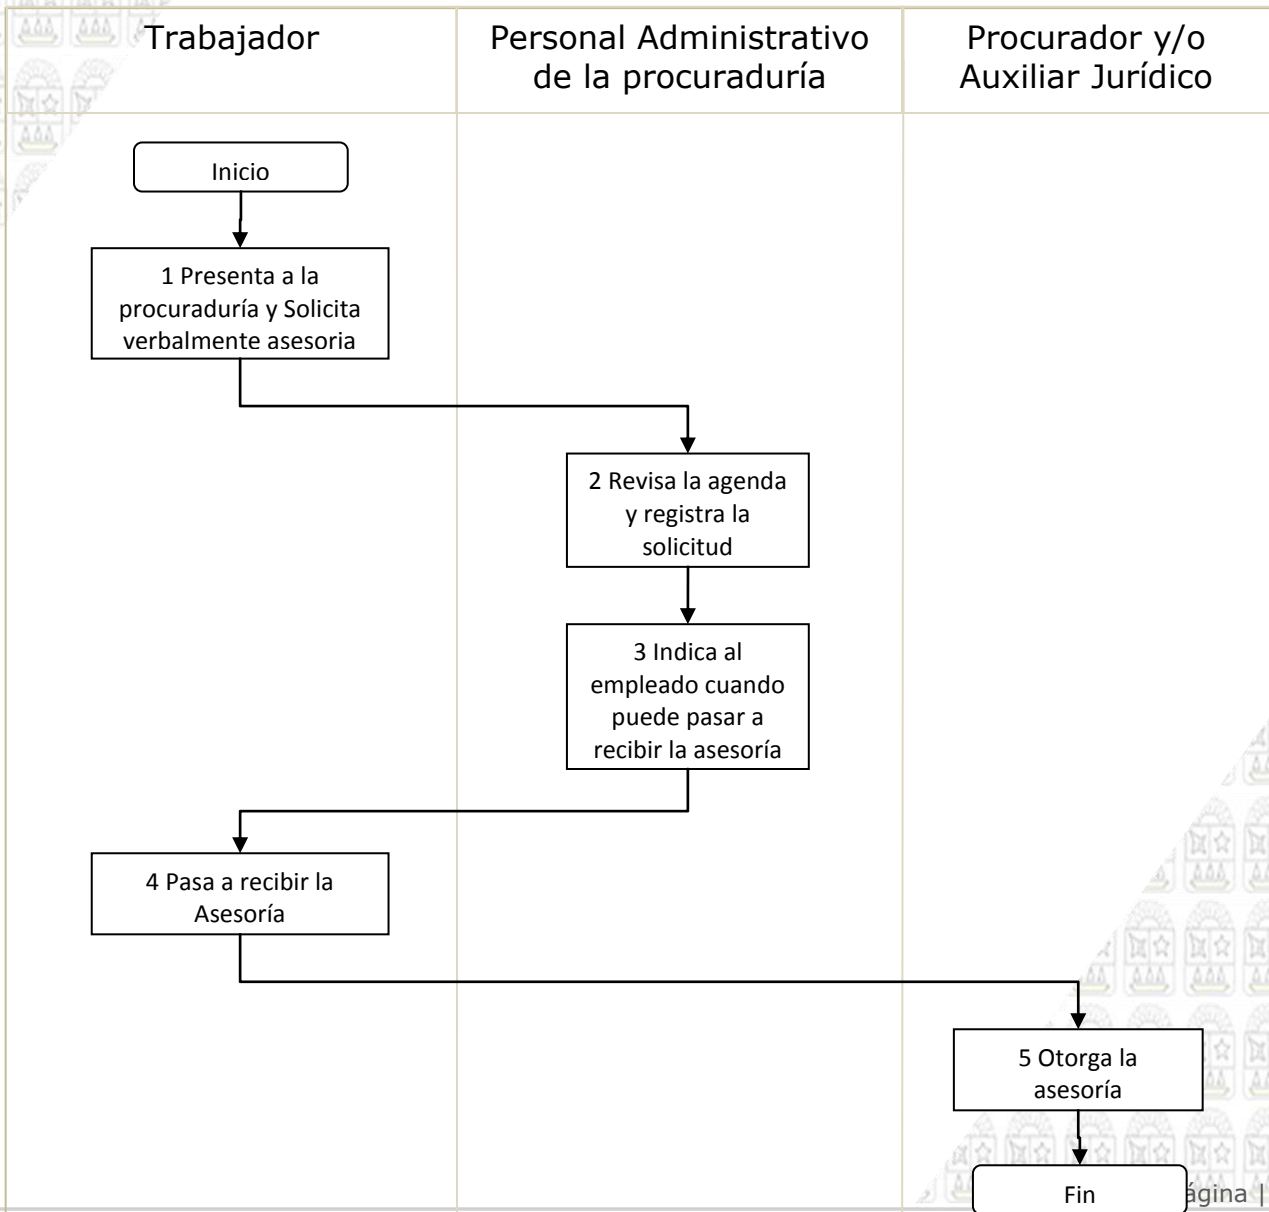 Trabajador
Personal Administrativo
de la procuraduría
Procurador y/o
Auxiliar Jurídico
Inicio
1 Presenta a la
procuraduría y Solicita
verbalmente asesoria
2 Revisa la agenda
y registra la
solicitud
3 Indica al
empleado cuando
puede pasar a
recibir la asesoría
4 Pasa a recibir la
Asesoría
5 Otorga la
asesoría
Fin
ágina |